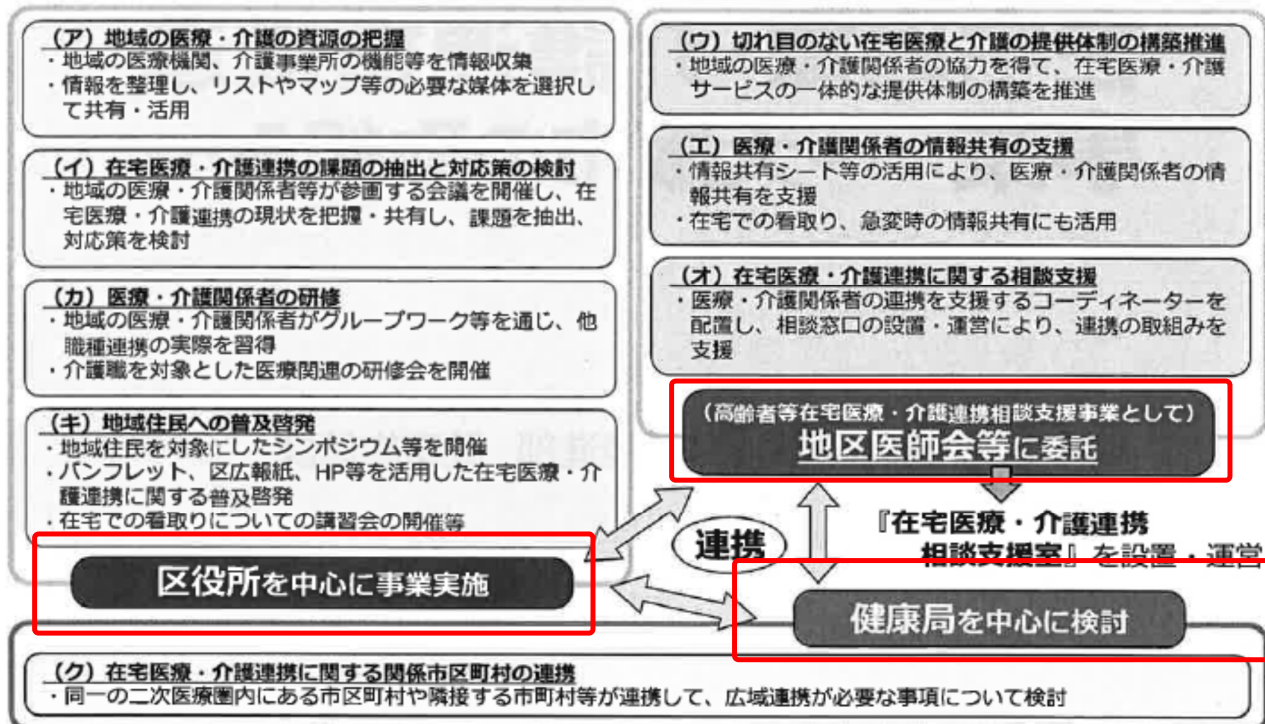 (ア) 地域の医療・介護の資源の把握
・地域の医療機関、介護事業所の機能等を情報収集
・情報を整理し、リストやマップ等の必要な媒体を選択し
て共有・活用
(イ) 在宅医療・介護連携の課題の抽出と対応策の検討
・地域の医療・介護関係者等が参画する会議を開催し、在
宅医療・介護連携の現状を把握・共有し、課題を抽出、
対応策を検討
(カ) 医療・介護関係者の研修
・地域の医療・介護関係者がグループワーク等を通じ、他
職種連携の実際を習得
・介護職を対象とした医療関連の研修会を開催
(キ) 地域住民への普及啓発
・地域住民を対象にしたシンポジウム等を開催
・パンフレット、区広報紙、HP等を活用した在宅医療・介
護連携に関する普及啓発
・在宅での看取りについての講習会の開催等
区役所を中心に事業実施
(ウ) 切れ目のない在宅医療と介護の提供体制の構築推進
・地域の医療・介護関係者の協力を得て、在宅医療・介護
サービスの一体的な提供体制の構築を推進
(エ) 医療・介護関係者の情報共有の支援
・情報共有シート等の活用により、医療・介護関係者の情
報共有を支援
・在宅での看取り、急変時の情報共有にも活用
(オ) 在宅医療・介護連携に関する相談支援
・医療・介護関係者の連携を支援するコーディネーターを
配置し、相談窓口の設置・運営により、連携の取組みを
支援
(高齢者等在宅医療・介護連携相談支援事業として)
地区医師会等に委託
連携
『在宅医療・介護連携
相談支援室』を設置・運営
健康局を中心に検討
(ク) 在宅医療・介護連携に関する関係市区町村の連携
・同一の二次医療圏内にある市区町村や隣接する市町村等が連携して、広域連携が必要な事項について検討